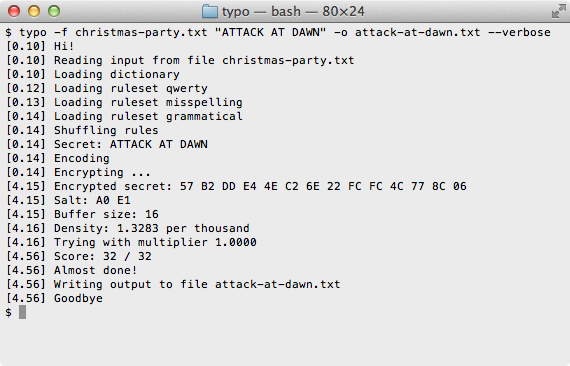 typo — bash — 80×24
$ typo -f christmas-party.txt "ATTACK AT DAWN" -o attack-at-dawn.txt --verbose
[0.10] Hi!
[0.10] Reading input from file christmas-party.txt
[0.10] Loading dictionary
[0.12] Loading ruleset qwerty
[0.13] Loading ruleset misspelling
[0.14] Loading ruleset grammatical
[0.14] Shuffling rules
[0.14] Secret: ATTACK AT DAWN
[0.14] Encoding
[0.14] Encrypting ...
[4.15] Encrypted secret: 57 B2 DD E4 4E C2 6E 22 FC FC 4C 77 8C 06
[4.15] Salt: A0 E1
[4.15] Buffer size: 16
[4.16] Density: 1.3283 per thousand
[4.16] Trying with multiplier 1.0000
[4.56] Score: 32 / 32
[4.56] Almost done!
[4.56] Writing output to file attack-at-dawn.txt
[4.56] Goodbye
$